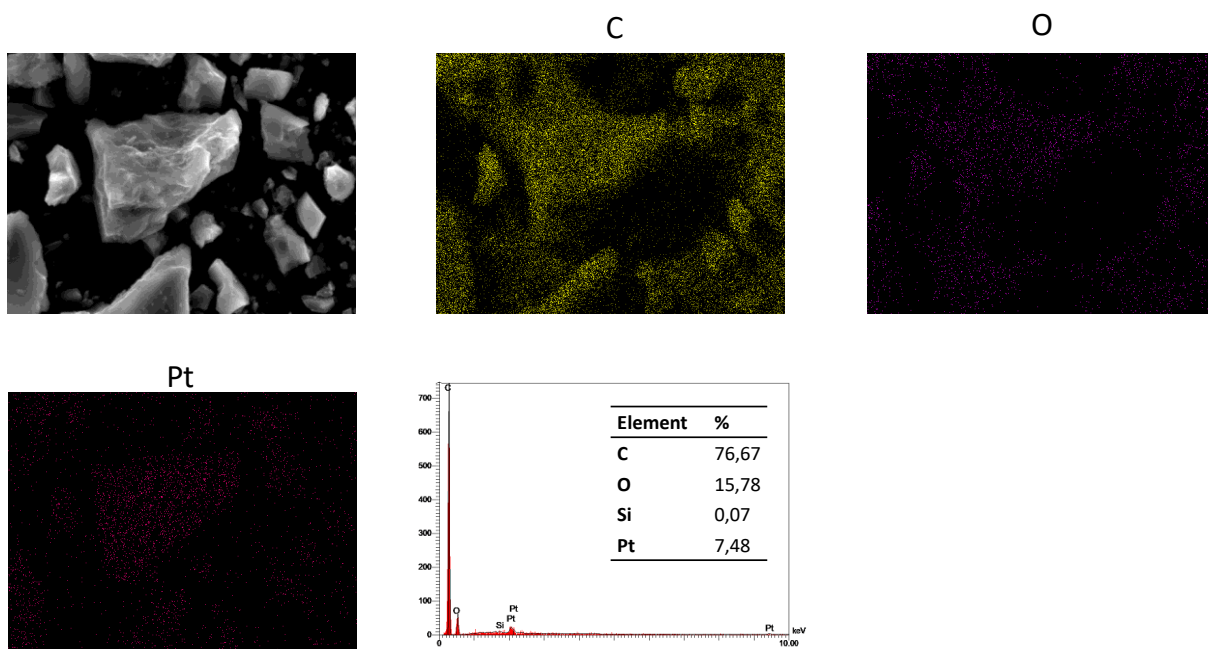 C
O
Pt
C
700
600
500
400
300
200
100
0
O
Si
Pt
Pt
Pt
0
10.00
keV
Element %
C 76,67
O 15,78
Si 0,07
Pt 7,48